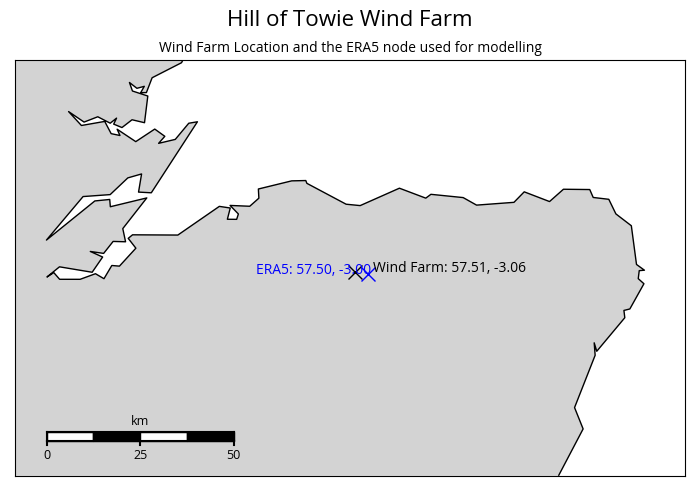 Hill of Towie Wind Farm
Wind Farm Location and the ERA5 node used for modelling
ERA5: 57.50, -3.00
Wind Farm: 57.51, -3.06
km
0 25 50